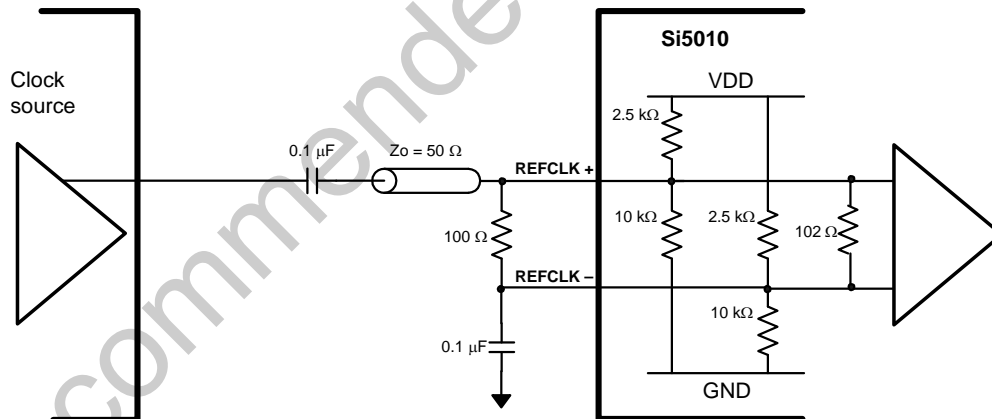 Si5010
Clock
source
VDD
2.5 kΩ
0.1 μF
Zo = 50 Ω
REFCLK +
10 kΩ
2.5 kΩ
102 Ω
100 Ω
REFCLK –
10 kΩ
0.1 μF
GND
commende